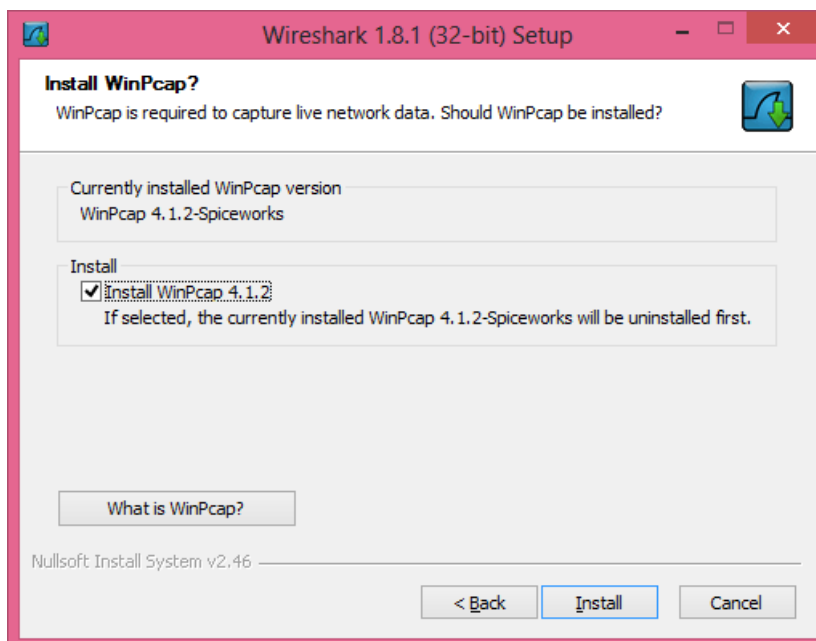 Wireshark 1.8.1 (32-bit) Setup
Install WinPcap?
WinPcap is required to capture live network data. Should WinPcap be installed?
Currently installed WinPcap version
WinPcap 4.1.2-Spiceworks
Install
Install WinPcap 4.1.2
If selected, the currently installed WinPcap 4.1.2-Spiceworks will be uninstalled first.
What is WinPcap?
Nullsoft Install System v2.46
< Back
Install
Cancel